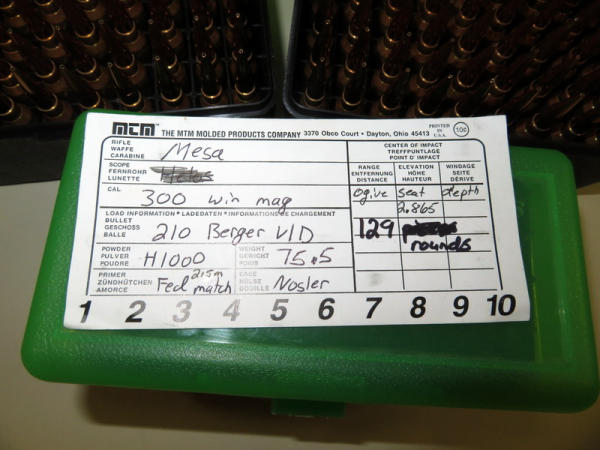 MTM THE MTM MOLDED PRODUCTS COMPANY 3370 Obco Court • Dayton, Ohio 45413 PRINTED IN U.S.A. 10¢
RIFLE
WAFFE
CARABINE
Mesa
CENTER OF IMPACT
TREFFPUNTLAGE
POINT D' IMPACT
SCOPE
FERNROHR
LUNETTE
RANGE
ENTFERNUNG
DISTANCE
ELEVATION
HÖHE
HAUTEUR
WINDAGE
SEITE
DÉRIVE
CAL.
300 win mag
ogive seat depth
2.865
LOAD INFORMATION • LADEDATEN • INFORMATIONS DE CHARGEMENT
BULLET
GESCHOSS
BALLE
210 Berger VLD
129
rounds
POWDER
PULVER
POUDRE
H1000
WEIGHT
GEWICHT
POIDS
75.5
PRIMER
ZÜNDHÜTCHEN
AMORCE
Fed 215m match
CASE
HÜLSE
DOUILLE
Nosler
1 2 3 4 5 6 7 8 9 10